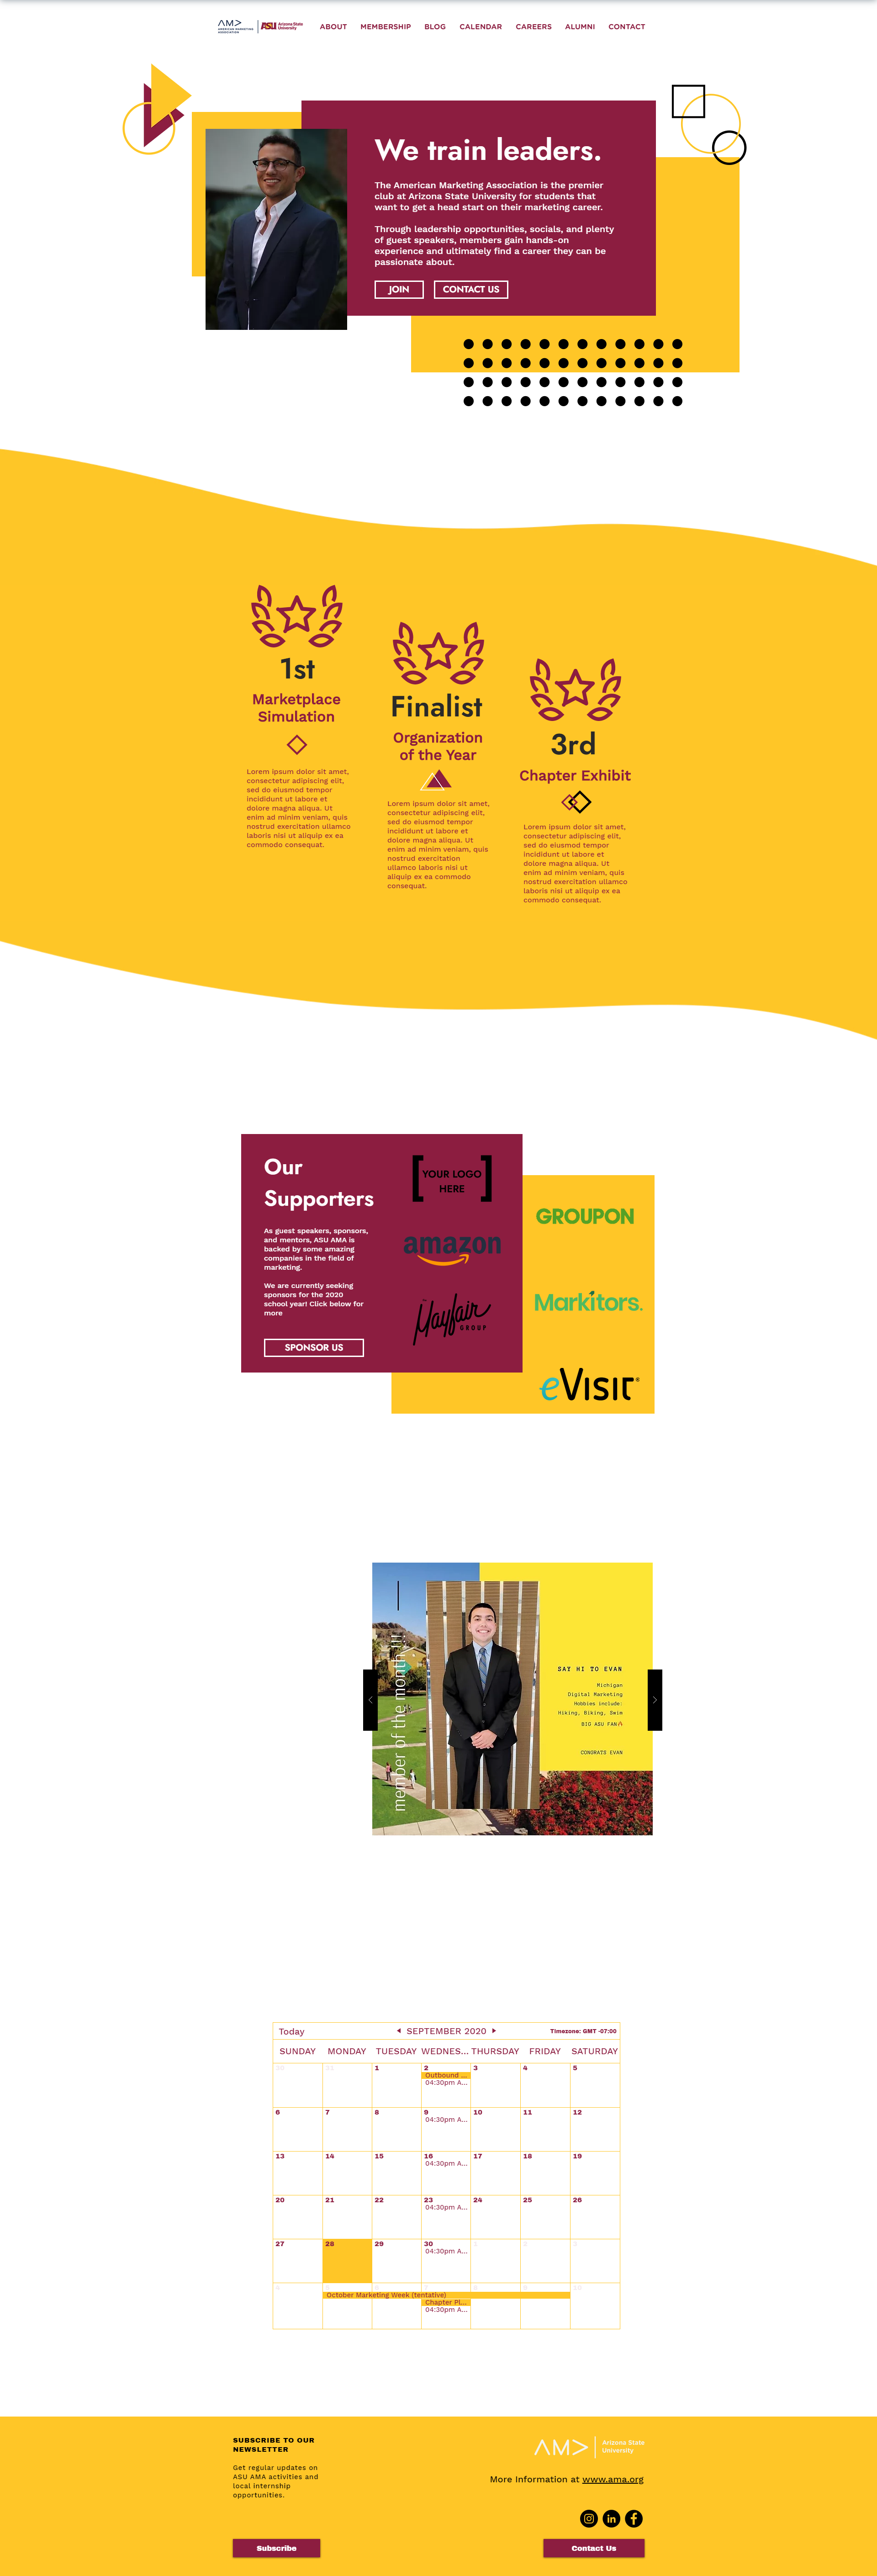 AMA
AMERICAN MARKETING
ASSOCIATION
ASU Arizona State
University
ABOUT MEMBERSHIP BLOG CALENDAR CAREERS ALUMNI CONTACT
We train leaders.
The American Marketing Association is the premier
club at Arizona State University for students that
want to get a head start on their marketing career.
Through leadership opportunities, socials, and plenty
of guest speakers, members gain hands-on
experience and ultimately find a career they can be
passionate about.
JOIN CONTACT US
1st
Marketplace
Simulation
Lorem ipsum dolor sit amet,
consectetur adipiscing elit,
sed do eiusmod tempor
incididunt ut labore et
dolore magna aliqua. Ut
enim ad minim veniam, quis
nostrud exercitation ullamco
laboris nisi ut aliquip ex ea
commodo consequat.
Finalist
Organization
of the Year
Lorem ipsum dolor sit amet,
consectetur adipiscing elit,
sed do eiusmod tempor
incididunt ut labore et
dolore magna aliqua. Ut
enim ad minim veniam, quis
nostrud exercitation
ullamco laboris nisi ut
aliquip ex ea commodo
consequat.
3rd
Chapter Exhibit
Lorem ipsum dolor sit amet,
consectetur adipiscing elit,
sed do eiusmod tempor
incididunt ut labore et
dolore magna aliqua. Ut
enim ad minim veniam, quis
nostrud exercitation ullamco
laboris nisi ut aliquip ex ea
commodo consequat.
Our
Supporters
As guest speakers, sponsors,
and mentors, ASU AMA is
backed by some amazing
companies in the field of
marketing.
We are currently seeking
sponsors for the 2020
school year! Click below for
more
SPONSOR US
YOUR LOGO
HERE
amazon
The Mayfair
GROUP
GROUPON
Markitors.
eVisit®
member of the month
SAY HI TO EVAN
Michigan
Digital Marketing
Hobbies include:
Hiking, Biking, Swim
BIG ASU FAN
CONGRATS EVAN
Today SEPTEMBER 2020 Timezone: GMT -07:00
SUNDAY MONDAY TUESDAY WEDNES... THURSDAY FRIDAY SATURDAY
30 31 1 2 3 4 5
Outbound ...
04:30pm A...
6 7 8 9 10 11 12
04:30pm A...
13 14 15 16 17 18 19
04:30pm A...
20 21 22 23 24 25 26
04:30pm A...
27 28 29 30 1 2 3
04:30pm A...
4 5 6 7 8 9 10
October Marketing Week (tentative)
Chapter Pl...
04:30pm A...
SUBSCRIBE TO OUR
NEWSLETTER
Get regular updates on
ASU AMA activities and
local internship
opportunities.
Subscribe
AMA Arizona State
University
More Information at www.ama.org
Contact Us